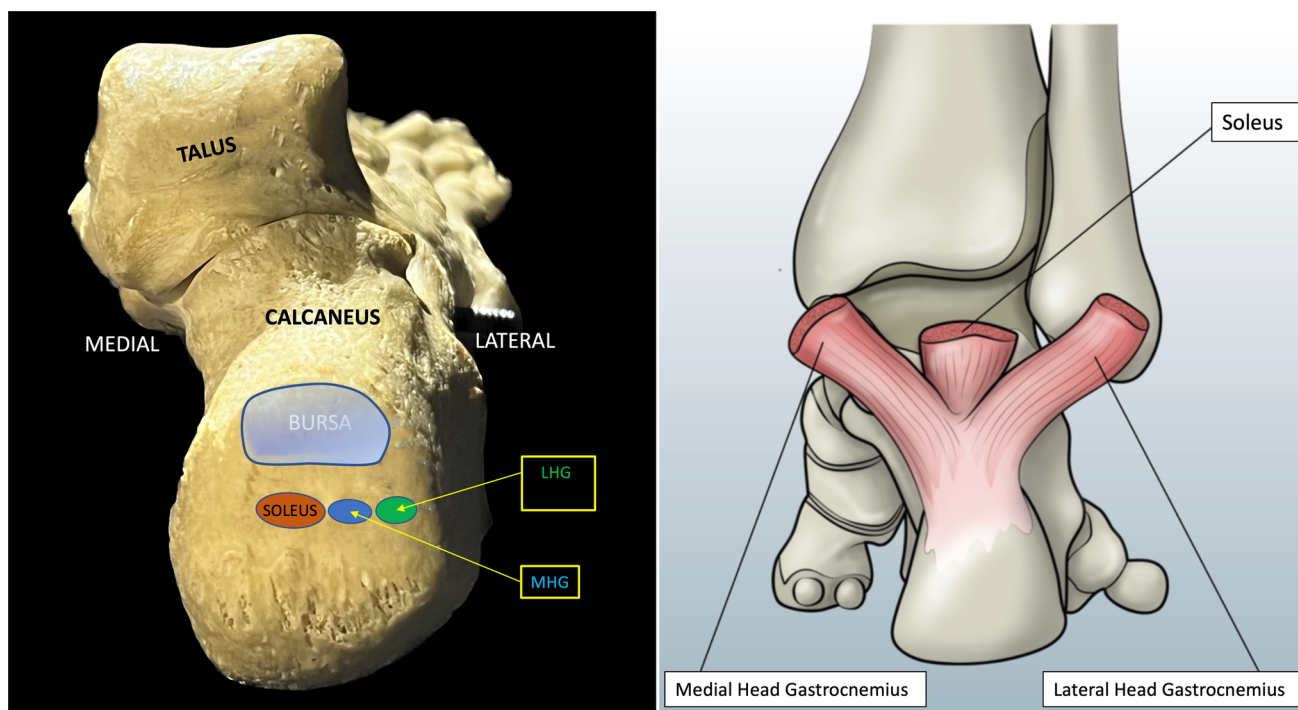 TALUS
CALCANEUS
MEDIAL
LATERAL
BURSA
SOLEUS
LHG
MHG
Soleus
Medial Head Gastrocnemius
Lateral Head Gastrocnemius